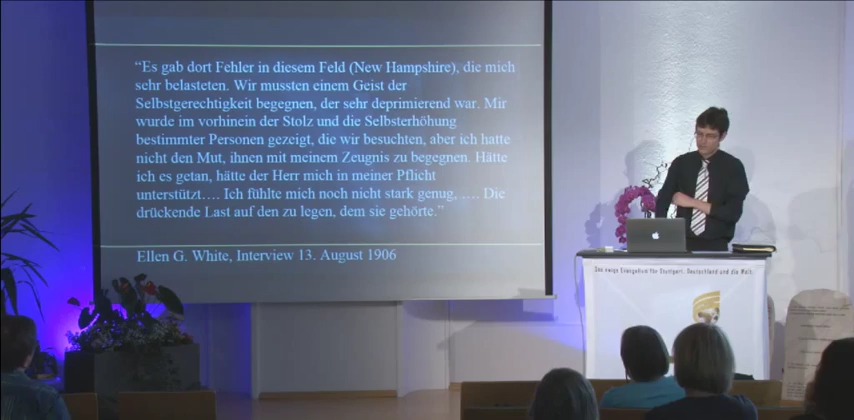 “Es gab dort Fehler in diesem Feld (New Hampshire), die mich
sehr belasteten. Wir mussten einem Geist der
Selbstgerechtigkeit begegnen, der sehr deprimierend war. Mir
wurde im vorhinein der Stolz und die Selbsterhöhung
bestimmter Personen gezeigt, die wir besuchten, aber ich hatte
nicht den Mut, ihnen mit meinem Zeugnis zu begegnen. Hätte
ich es getan, hätte der Herr mich in meiner Pflicht
unterstützt…. Ich fühlte mich noch nicht stark genug, …. Die
drückende Last auf den zu legen, dem sie gehörte.”
Ellen G. White, Interview 13. August 1906
Das ewige Evangelium für Stuttgart, Deutschland und die Welt.